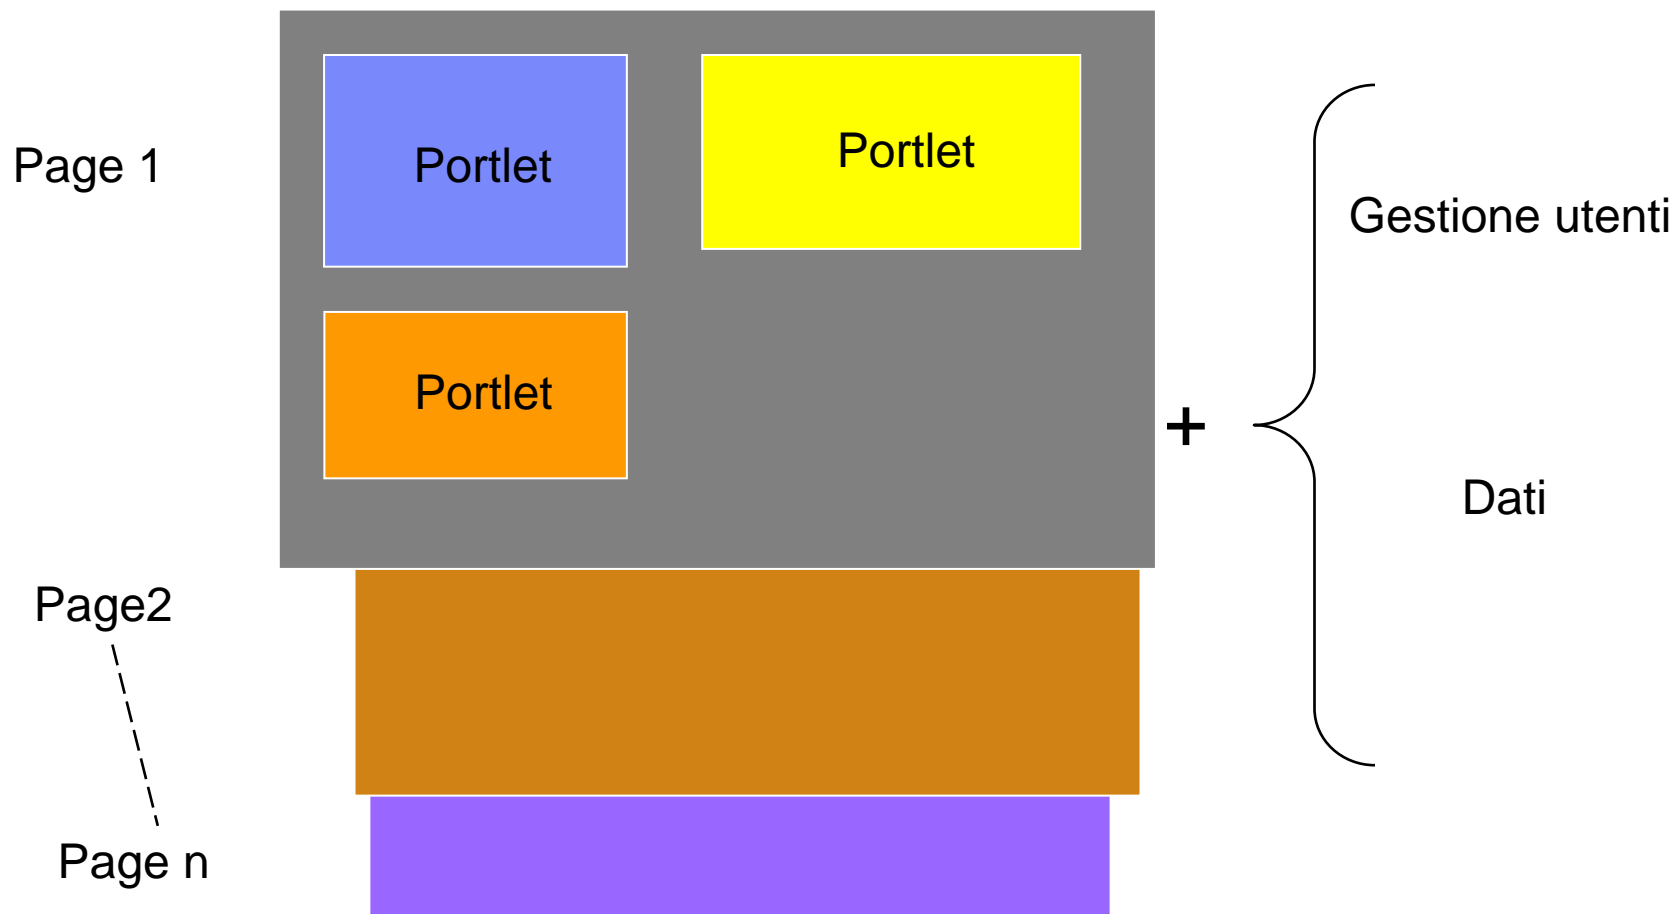 Page 1
Portlet
Portlet
Portlet
Gestione utenti
+
Dati
Page2
Page n